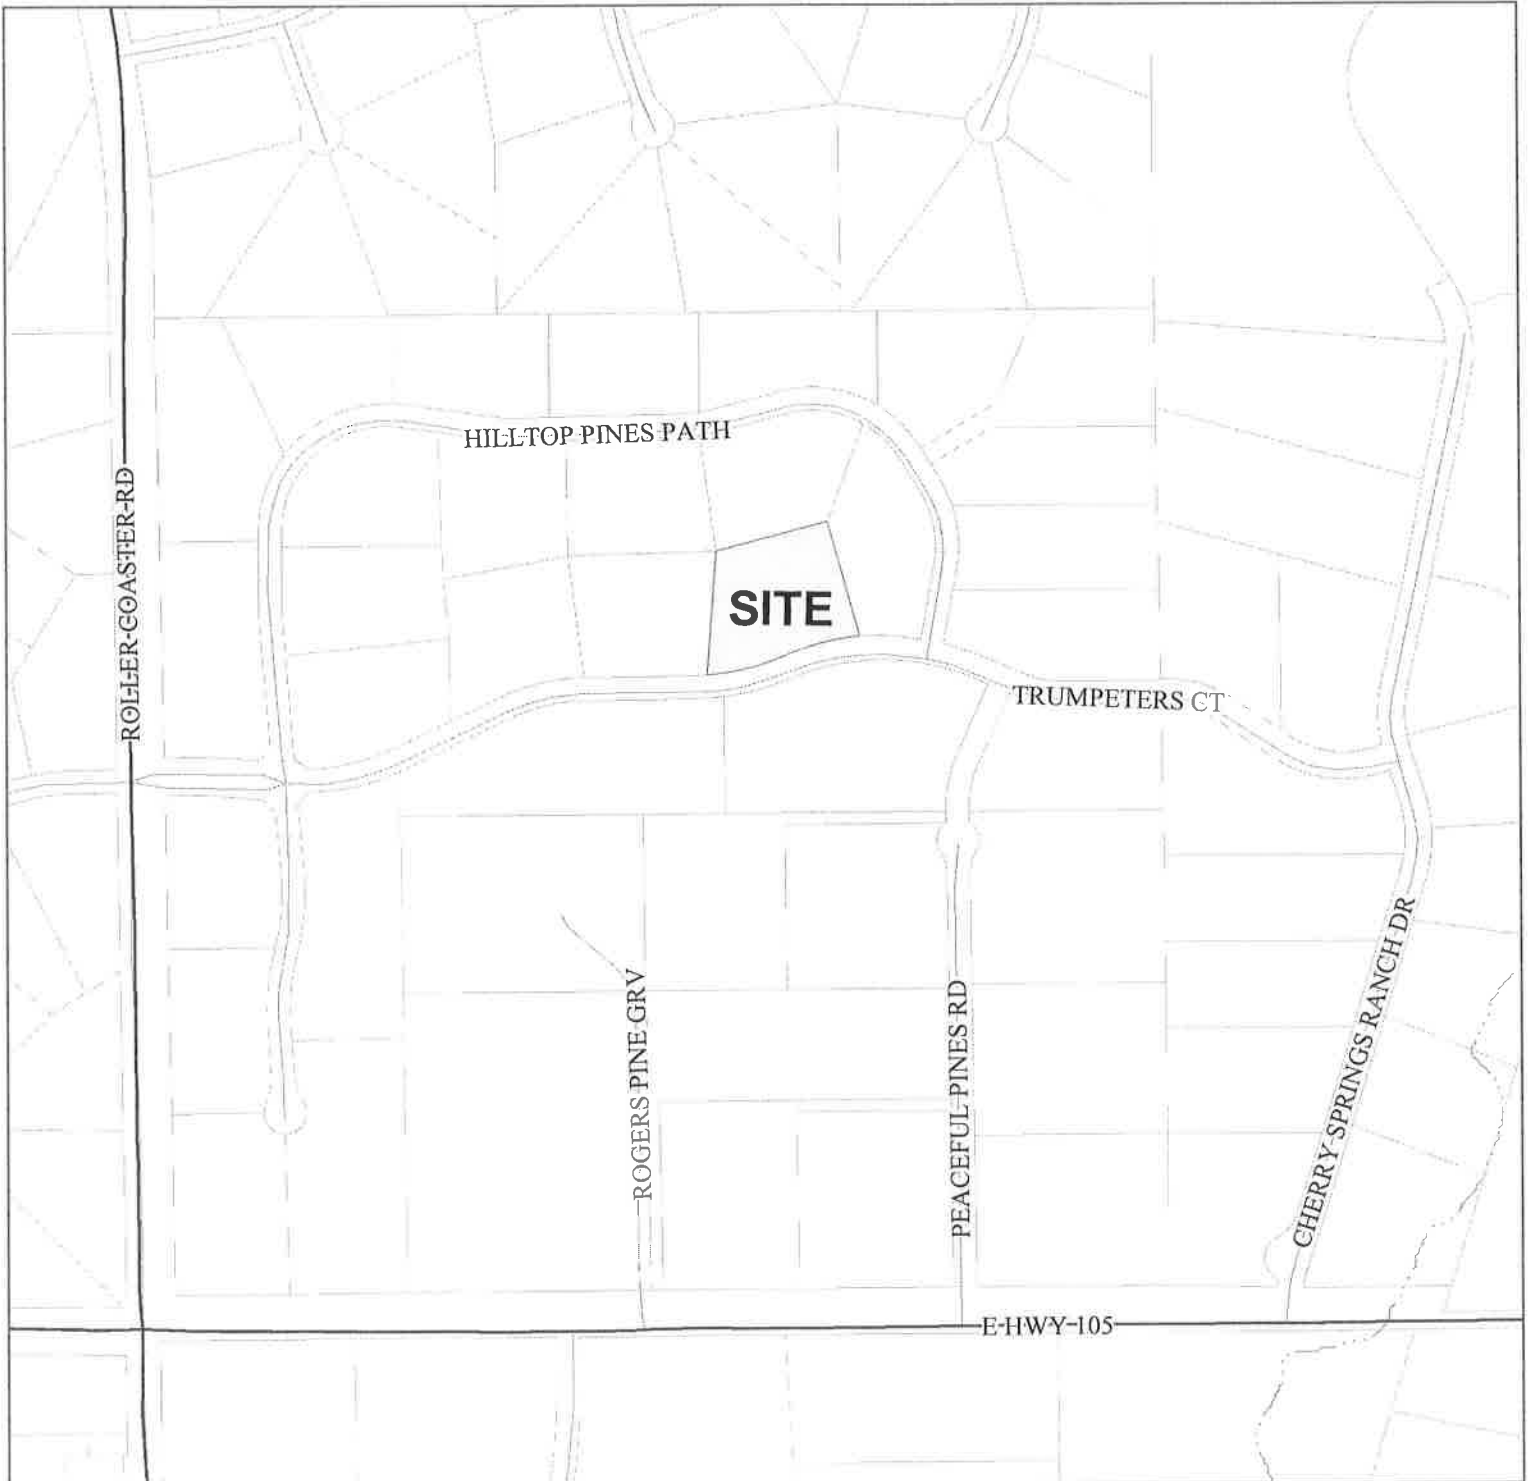 HILLTOP PINES PATH
ROLLER COASTER RD
SITE
TRUMPETERS CT
ROGERS PINE GRV
PEACEFUL PINES RD
CHERRY SPRINGS RANCH DR
E HWY 105